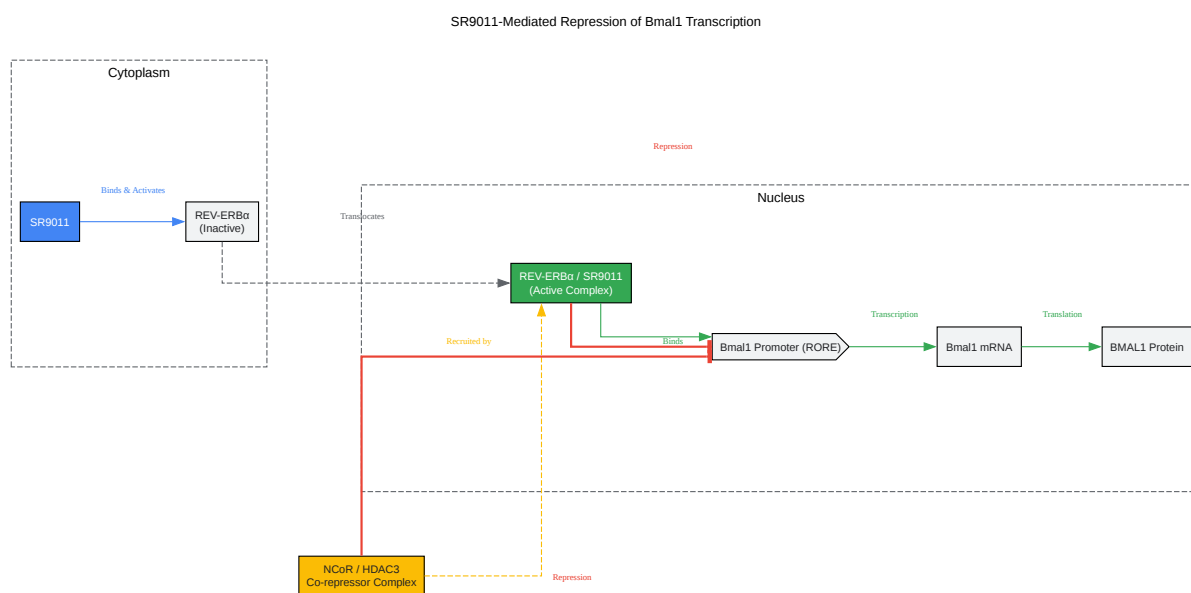 SR9011-Mediated Repression of Bmal1 Transcription
Cytoplasm
Repression
Binds & Activates
Nucleus
SR9011
REV-ERBα
(Inactive)
Translocates
REV-ERBα / SR9011
(Active Complex)
Transcription
Translation
Recruited by
Binds
Bmal1 Promoter (RORE)
Bmal1 mRNA
BMAL1 Protein
NCoR / HDAC3
Co-repressor Complex
Repression